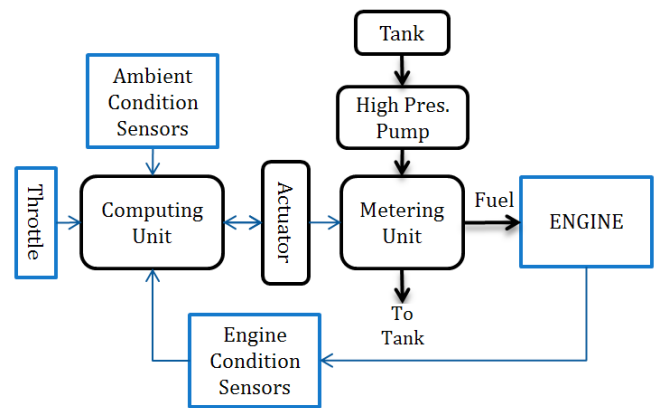 Tank
Ambient
Condition
Sensors
High Pres.
Pump
Throttle
Computing
Unit
Actuator
Metering
Unit
Fuel
ENGINE
To
Tank
Engine
Condition
Sensors